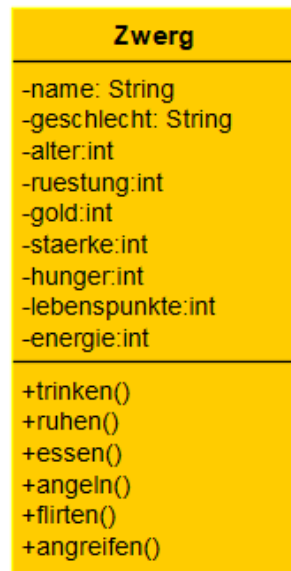 Zwerg
-name: String
-geschlecht: String
-alter:int
-ruestung:int
-gold:int
-staerke:int
-hunger:int
-lebenspunkte:int
-energie:int
+trinken()
+ruhen()
+essen()
+angeln()
+flirten()
+angreifen()